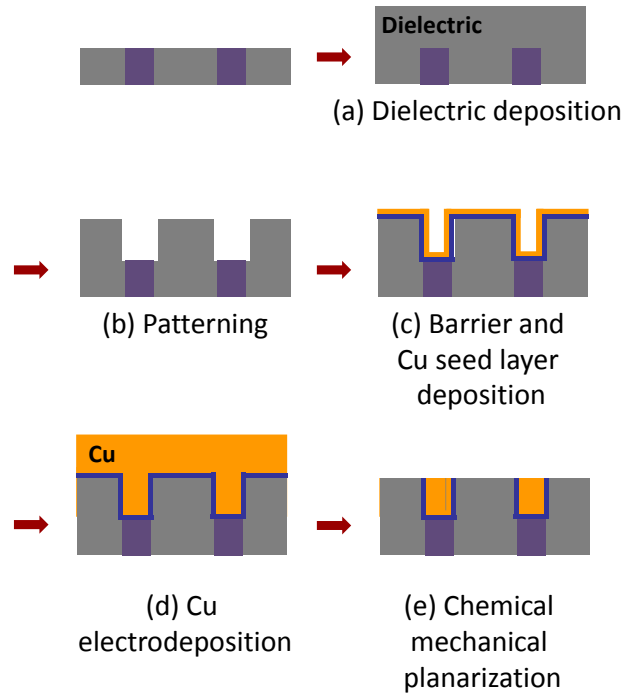 Dielectric
(a) Dielectric deposition
(b) Patterning
(c) Barrier and
Cu seed layer
deposition
Cu
(d) Cu
electrodeposition
(e) Chemical
mechanical
planarization